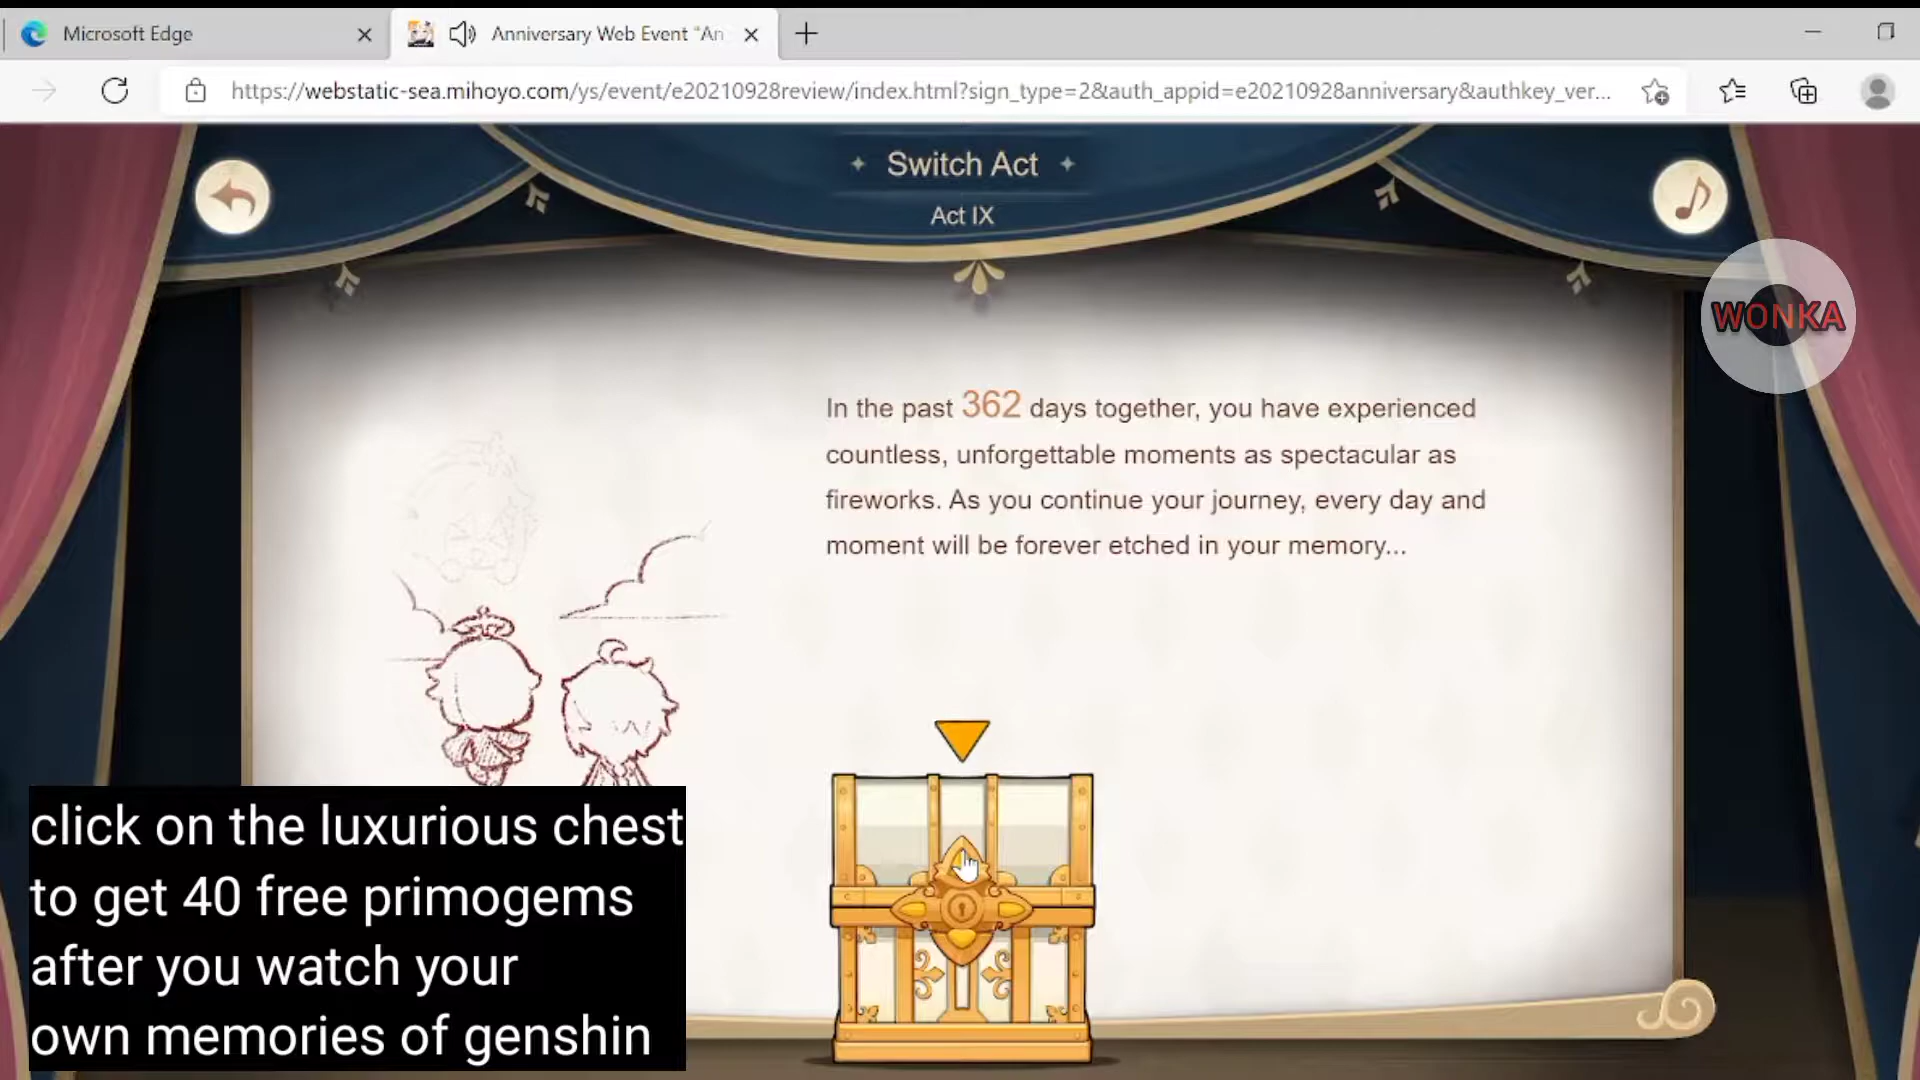 Microsoft Edge
Anniversary Web Event "An
https://webstatic-sea.mihoyo.com/ys/event/e20210928review/index.html?sign_type=2&auth_appid=e20210928anniversary&authkey_ver...
Switch Act
Act IX
WONKA
In the past 362 days together, you have experienced
countless, unforgettable moments as spectacular as
fireworks. As you continue your journey, every day and
moment will be forever etched in your memory...
click on the luxurious chest
to get 40 free primogems
after you watch your
own memories of genshin